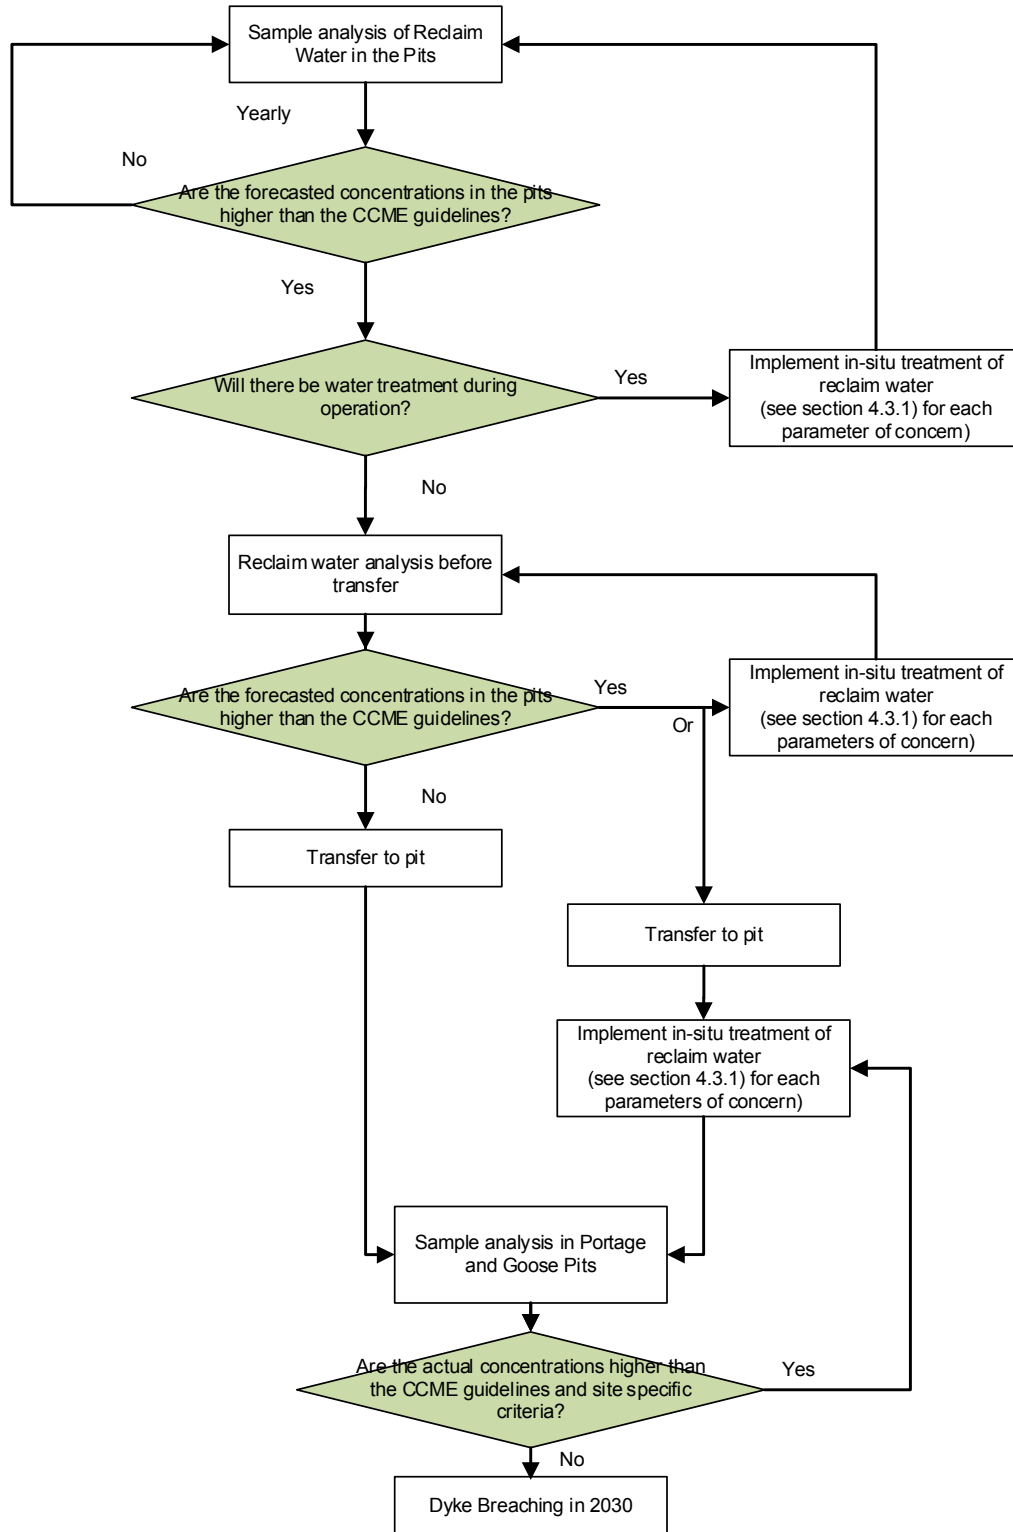 Sample analysis of Reclaim
Water in the Pits
Yearly
No
Are the forecasted concentrations in the pits
higher than the CCME guidelines?
Yes
Will there be water treatment during
operation?
Yes
Implement in-situ treatment of
reclaim water
(see section 4.3.1) for each
parameter of concern)
No
Reclaim water analysis before
transfer
Are the forecasted concentrations in the pits
higher than the CCME guidelines?
Yes
Or
Implement in-situ treatment of
reclaim water
(see section 4.3.1) for each
parameters of concern)
No
Transfer to pit
Transfer to pit
Implement in-situ treatment of
reclaim water
(see section 4.3.1) for each
parameters of concern)
Sample analysis in Portage
and Goose Pits
Are the actual concentrations higher than
the CCME guidelines and site specific
criteria?
Yes
No
Dyke Breaching in 2030